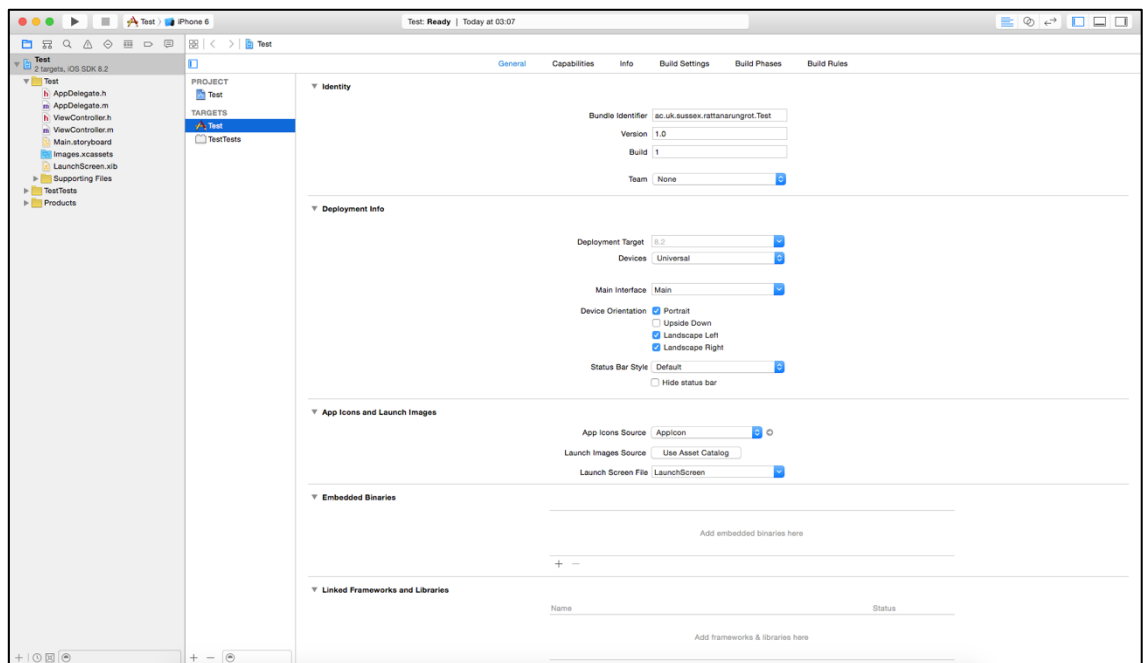 Test iPhone 6
Test: Ready | Today at 03:07
Test
Test
2 targets, iOS SDK 8.2
Test
h AppDelegate.h
m AppDelegate.m
h ViewController.h
m ViewController.m
Main.storyboard
Images.xcassets
LaunchScreen.xib
Supporting Files
TestTests
Products
PROJECT
Test
TARGETS
Test
TestTests
General Capabilities Info Build Settings Build Phases Build Rules
Identity
Bundle Identifier ac.uk.sussex.rattanarungrot.Test
Version 1.0
Build 1
Team None
Deployment Info
Deployment Target 8.2
Devices Universal
Main Interface Main
Device Orientation Portrait
Upside Down
Landscape Left
Landscape Right
Status Bar Style Default
Hide status bar
App Icons and Launch Images
App Icons Source AppIcon
Launch Images Source Use Asset Catalog
Launch Screen File LaunchScreen
Embedded Binaries
Add embedded binaries here
Linked Frameworks and Libraries
Name Status
Add frameworks & libraries here